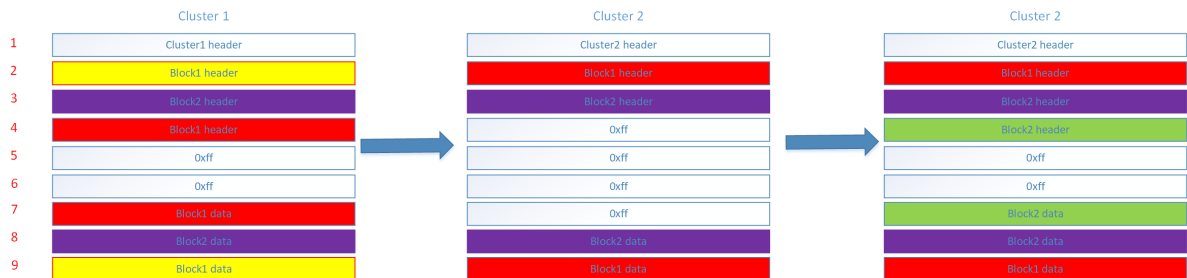 Cluster 1 Cluster 2 Cluster 2
1 Cluster1 header Cluster2 header Cluster2 header
2 Block1 header Block1 header Block1 header
3 Block2 header Block2 header Block2 header
4 Block1 header 0xff Block2 header
5 0xff 0xff 0xff
6 0xff 0xff 0xff
7 Block1 data 0xff Block2 data
8 Block2 data Block2 data Block2 data
9 Block1 data Block1 data Block1 data